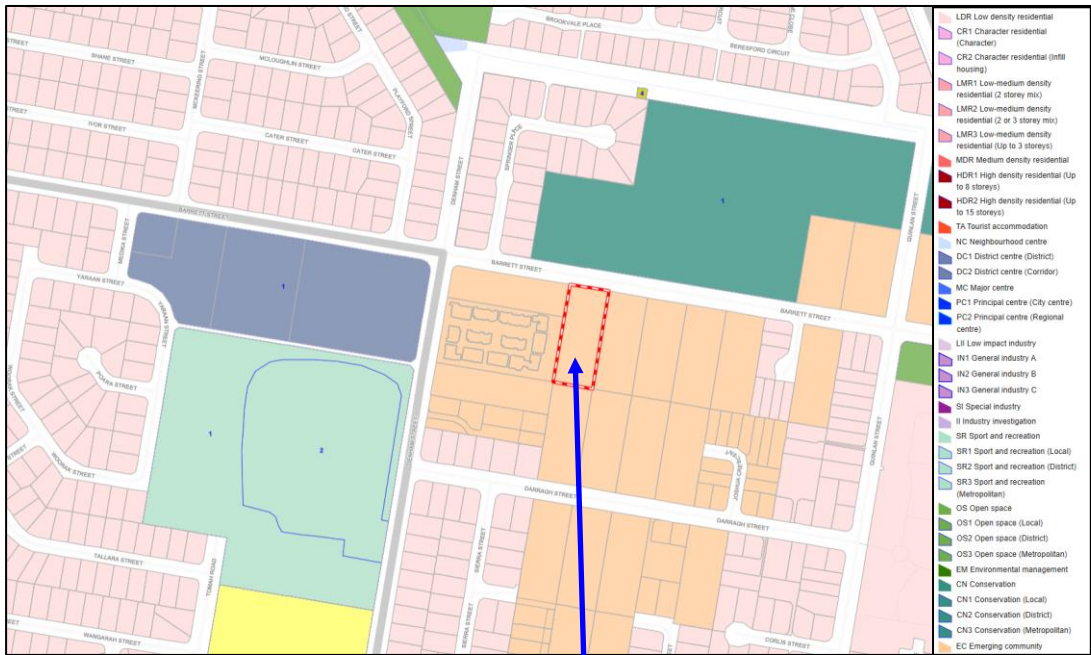 BROOKVALE PLACE
BERESFORD CIRCUIT
STREET
SHANE STREET
MCLOUGHLIN STREET
MCKEERING STREET
PLAYFORD STREET
STREET
IVOR STREET
CATER STREET
CATER STREET
SPRINGER PLACE
DENHAM STREET
4
1
QUINLAN STREET
BARRETT STREET
BARRETT STREET
BARRETT STREET
1
YARAAN STREET
YARAAN STREET
STREET
1
2
DARRAGH STREET
DARRAGH STREET
QUINLAN STREET
TALLARA STREET
TOMAH ROAD
SIERRA STREET
SIERRA STREET
WANGARAH STREET
CORLIS STREET
LDR Low density residential
CR1 Character residential
(Character)
CR2 Character residential (Infill
housing)
LMR1 Low-medium density
residential (2 storey mix)
LMR2 Low-medium density
residential (2 or 3 storey mix)
LMR3 Low-medium density
residential (Up to 3 storeys)
MDR Medium density residential
HDR1 High density residential (Up
to 8 storeys)
HDR2 High density residential (Up
to 15 storeys)
TA Tourist accommodation
NC Neighbourhood centre
DC1 District centre (District)
DC2 District centre (Corridor)
MC Major centre
PC1 Principal centre (City centre)
PC2 Principal centre (Regional
centre)
LII Low impact industry
IN1 General industry A
IN2 General industry B
IN3 General industry C
SI Special industry
II Industry investigation
SR Sport and recreation
SR1 Sport and recreation (Local)
SR2 Sport and recreation (District)
SR3 Sport and recreation
(Metropolitan)
OS Open space
OS1 Open space (Local)
OS2 Open space (District)
OS3 Open space (Metropolitan)
EM Environmental management
CN Conservation
CN1 Conservation (Local)
CN2 Conservation (District)
CN3 Conservation (Metropolitan)
EC Emerging community